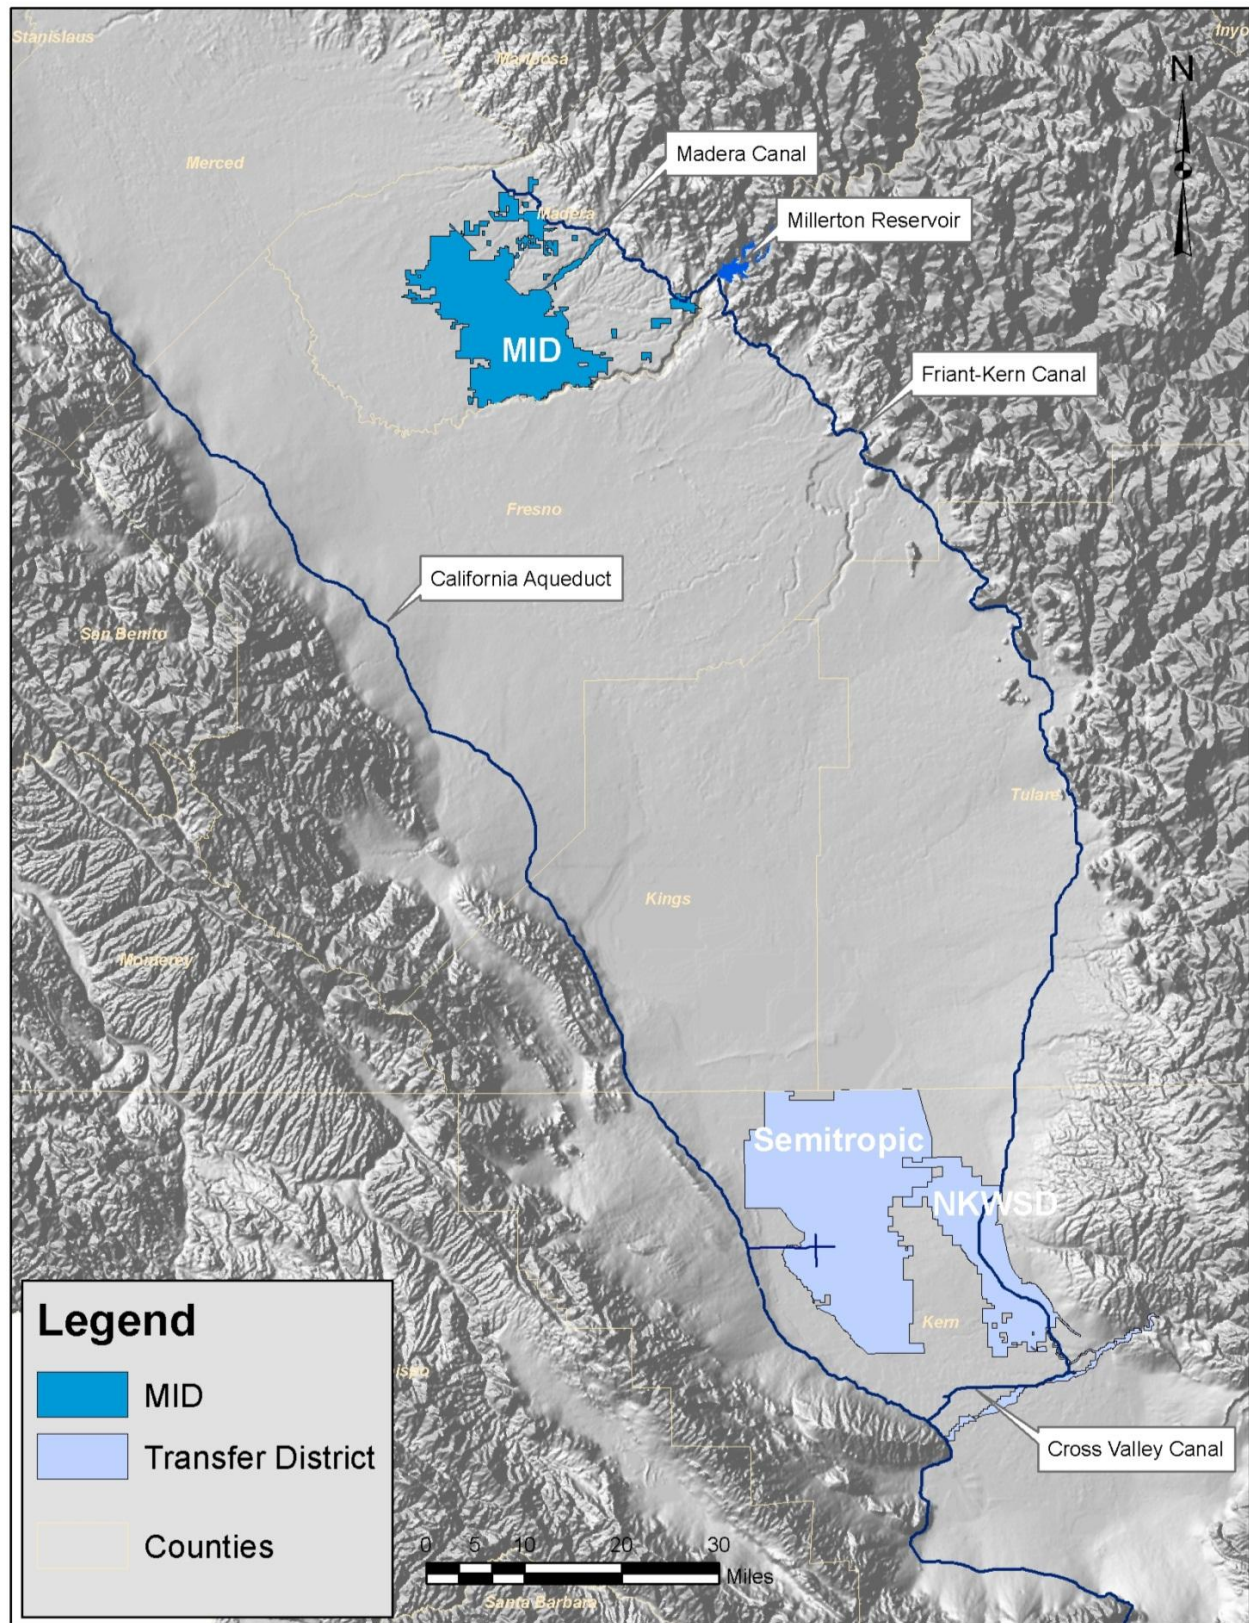 Stanislaus
Mariposa
Inyo
N
Merced
Madera Canal
Madera
Millerton Reservoir
MID
Friant-Kern Canal
Fresno
California Aqueduct
San Benito
Tulare
Kings
Monterey
Semitropic
NKWSD
Kern
Cross Valley Canal
Legend
MID
Transfer District
Counties
0 5 10 20 30
Miles
Santa Barbara